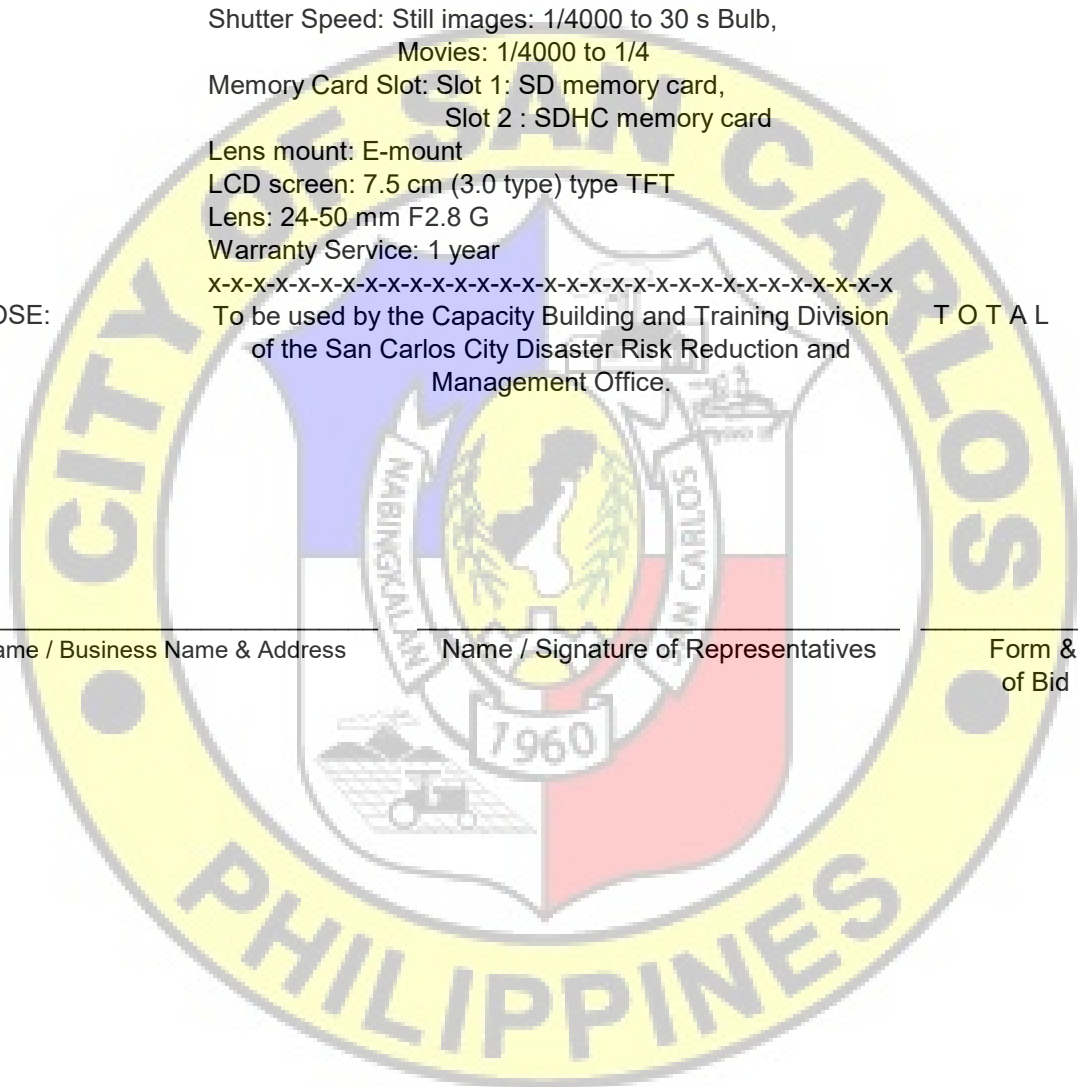 Shutter Speed: Still images: 1/4000 to 30 s Bulb,
Movies: 1/4000 to 1/4
Memory Card Slot: Slot 1: SD memory card,
Slot 2 : SDHC memory card
Lens mount: E-mount
LCD screen: 7.5 cm (3.0 type) type TFT
Lens: 24-50 mm F2.8 G
Warranty Service: 1 year
x-x-x-x-x-x-x-x-x-x-x-x-x-x-x-x-x-x-x-x-x-x-x-x-x-x-x-x-x-x-x
OSE: To be used by the Capacity Building and Training Division T O T A L
of the San Carlos City Disaster Risk Reduction and
Management Office.
ame / Business Name & Address Name / Signature of Representatives Form &
of Bid
CITY OF SAN CARLOS
NABINGKALAN SAN CARLOS
1960
PHILIPPINES